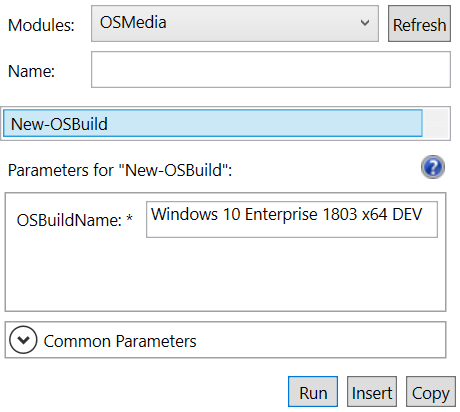 Modules: OSMedia Refresh
Name:
New-OSBuild
Parameters for "New-OSBuild": ?
OSBuildName: * Windows 10 Enterprise 1803 x64 DEV
Common Parameters
Run Insert Copy